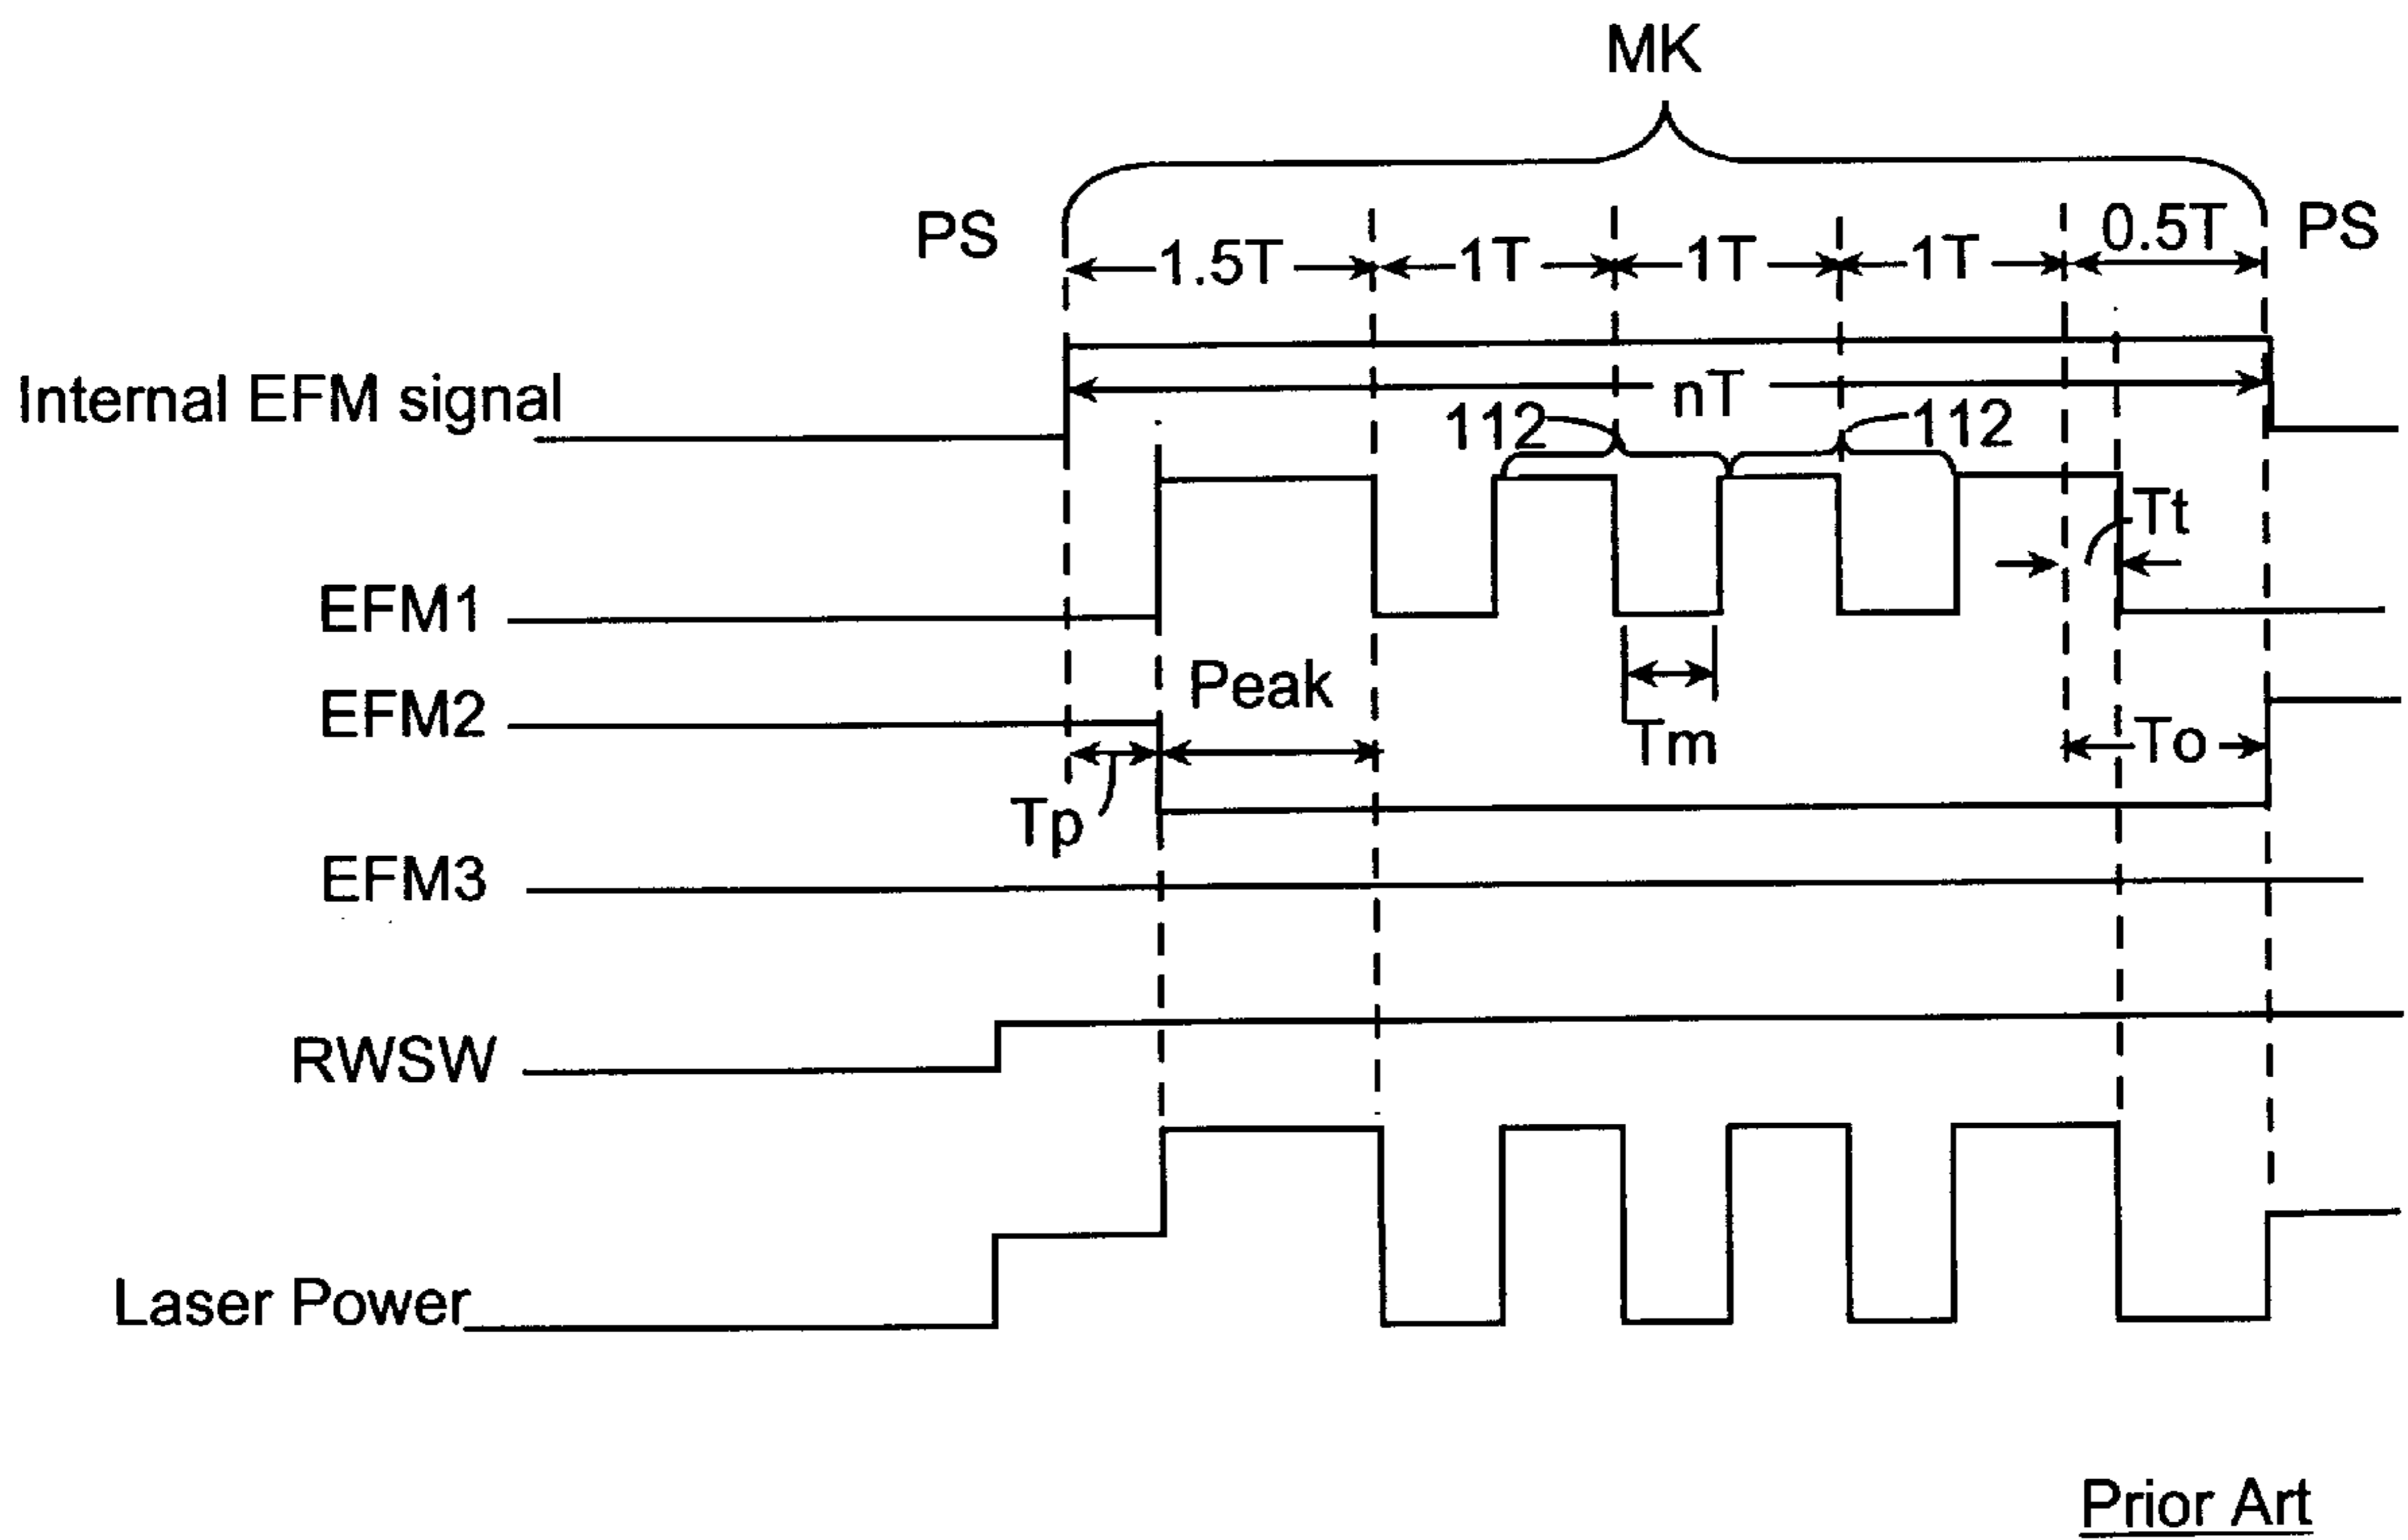 MK
PS
1.5T
1T
1T
1T
0.5T
PS
Internal EFM signal
nT
112
112
Tt
EFM1
Peak
EFM2
Tm
To
Tp
EFM3
RWSW
Laser Power
Prior Art